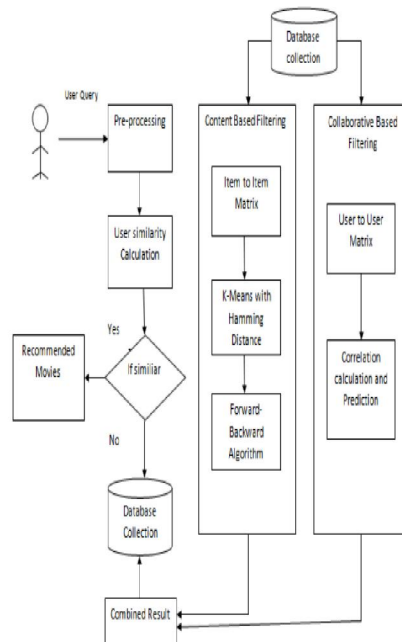 Database
collection
User Query
Pre-processing
User similarity
Calculation
Yes
If similiar
Recommended
Movies
No
Database
Collection
Combined Result
Content Based Filtering
Item to Item
Matrix
K-Means with
Hamming
Distance
Forward-
Backward
Algorithm
Collaborative Based
Filtering
User to User
Matrix
Correlation
calculation and
Prediction